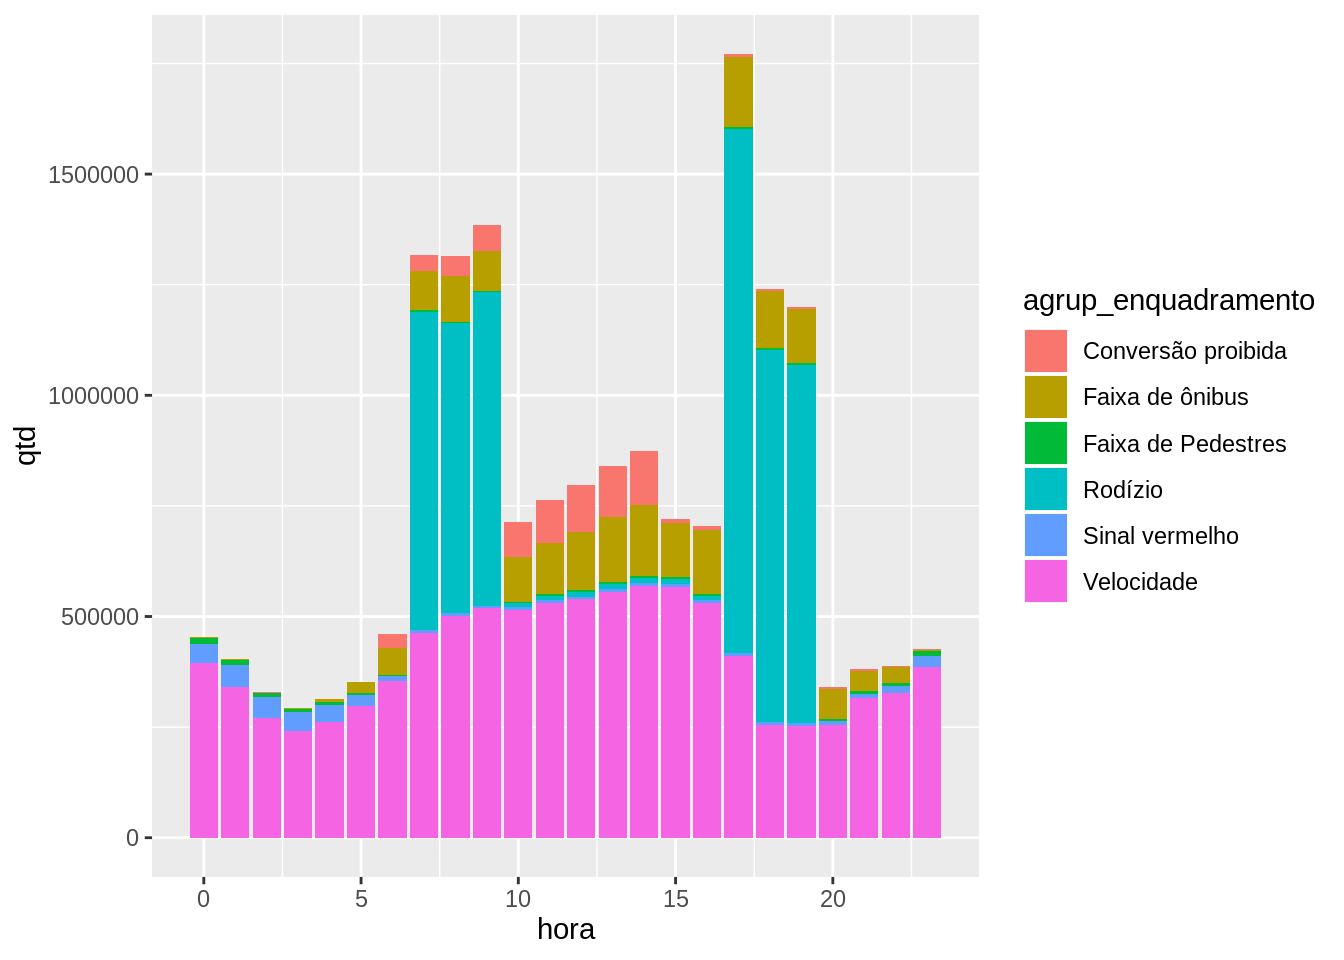 1500000
1000000
500000
0
qtd
0 5 10 15 20
hora
agrup_enquadramento
Conversão proibida
Faixa de ônibus
Faixa de Pedestres
Rodízio
Sinal vermelho
Velocidade